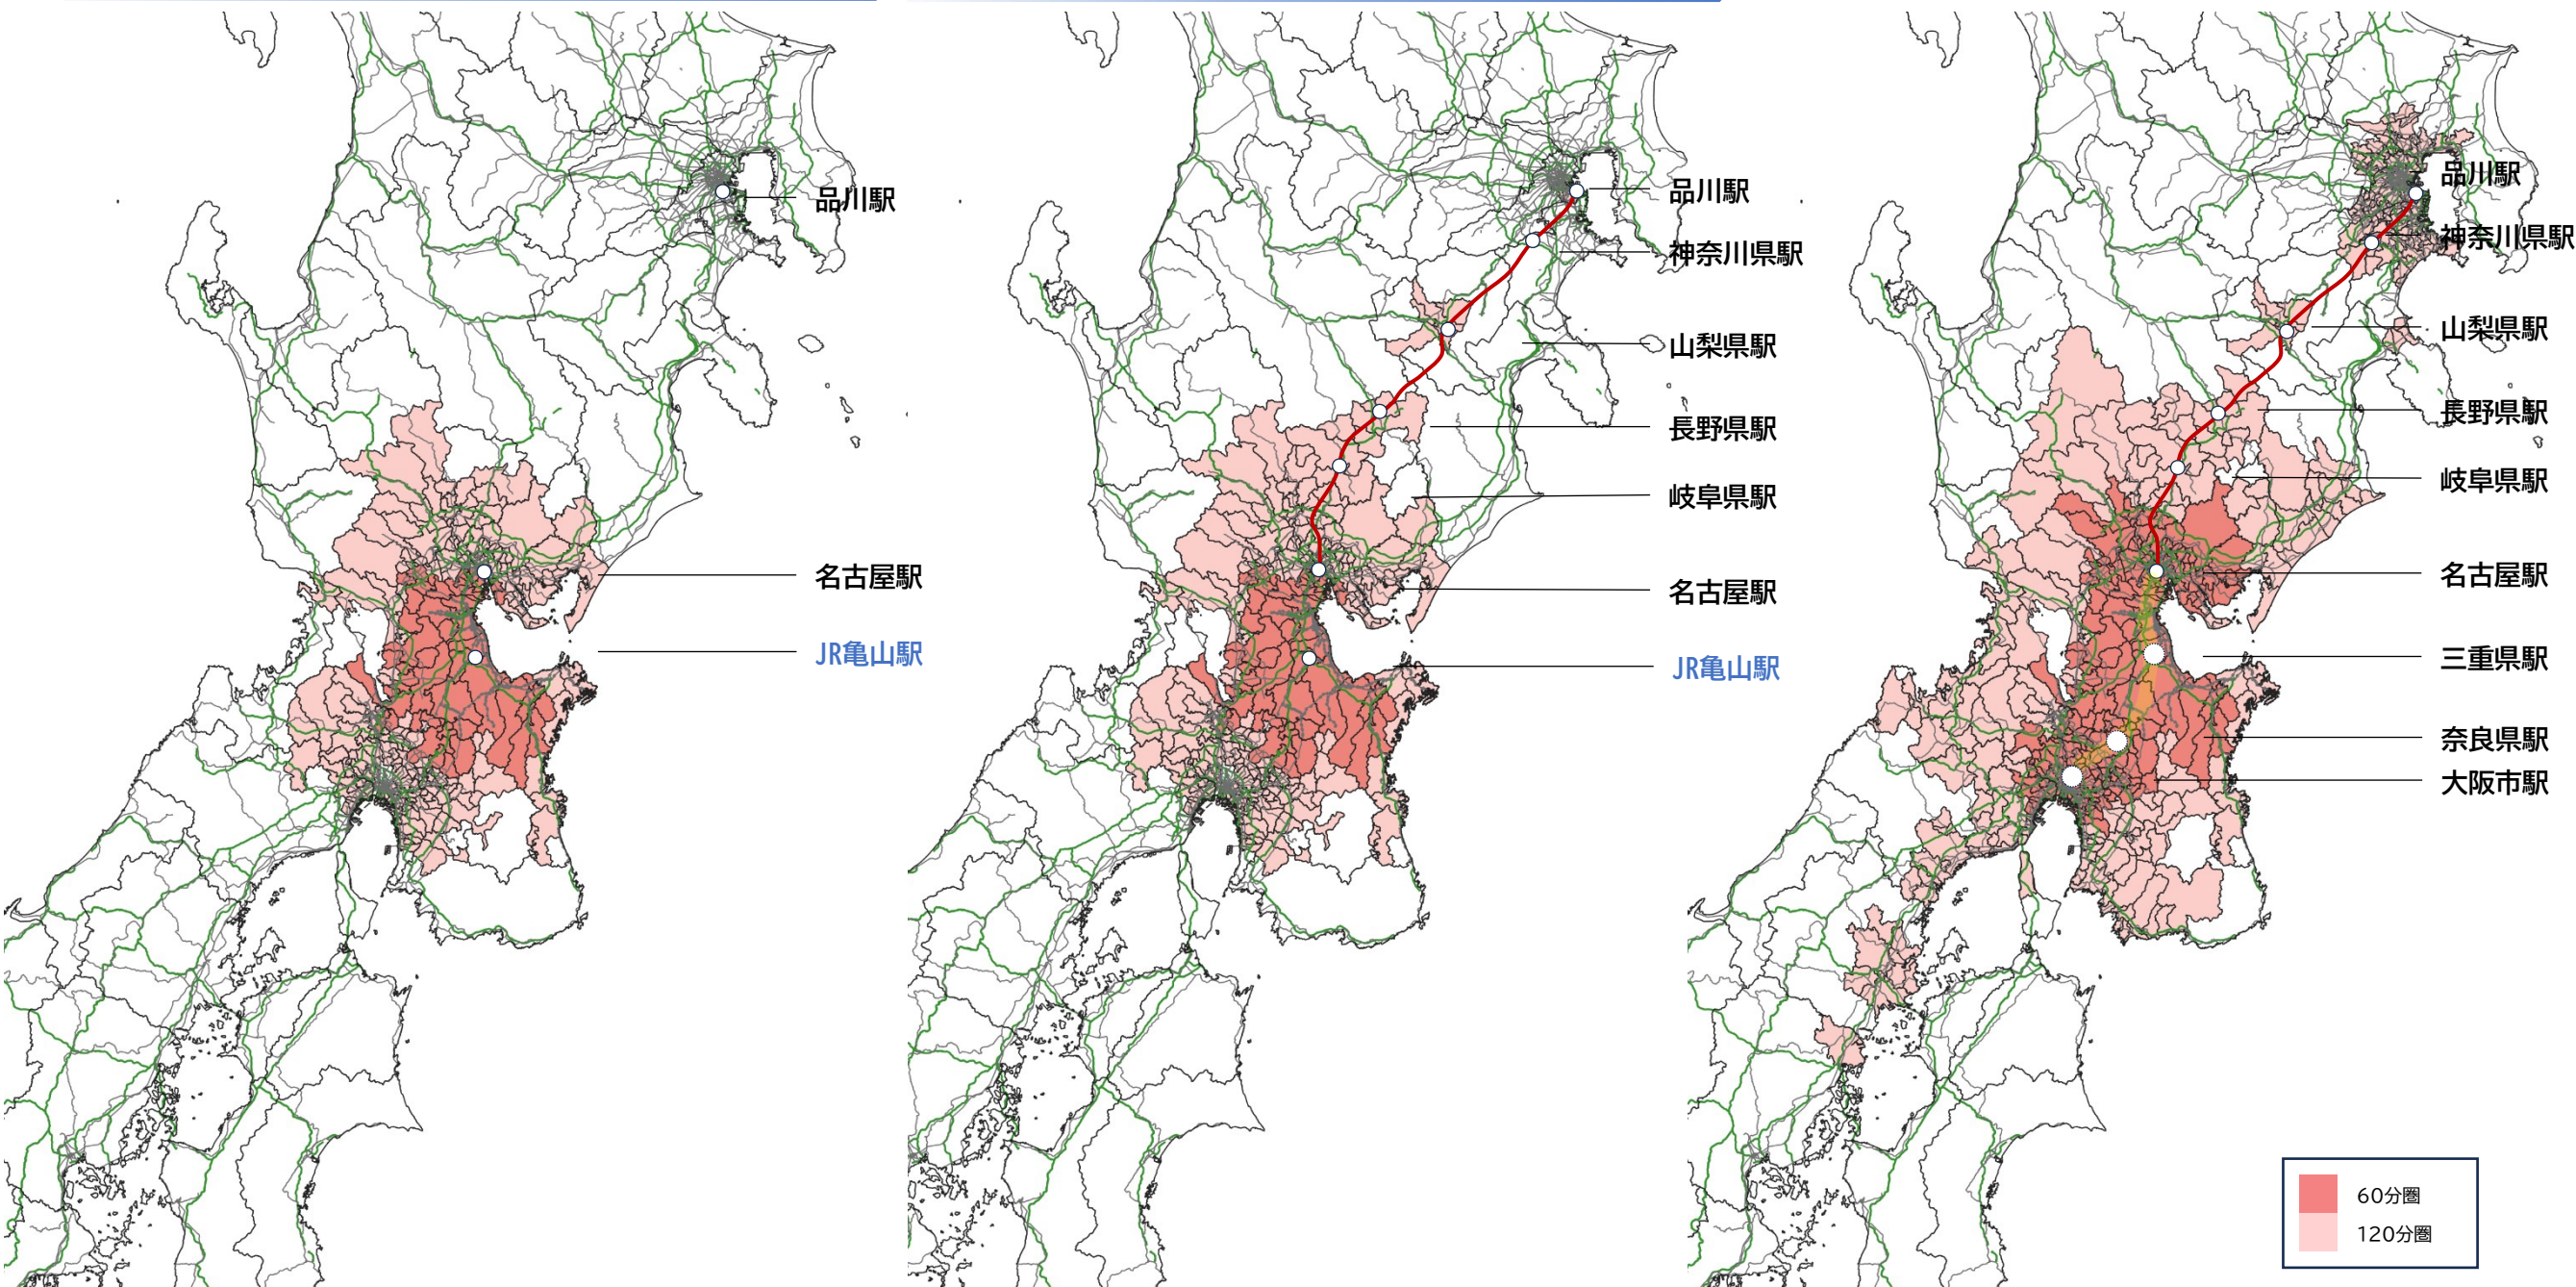 品川駅
名古屋駅
JR亀山駅
品川駅
神奈川県駅
山梨県駅
長野県駅
岐阜県駅
名古屋駅
JR亀山駅
品川駅
神奈川県駅
山梨県駅
長野県駅
岐阜県駅
名古屋駅
三重県駅
奈良県駅
大阪市駅
60分圏
120分圏